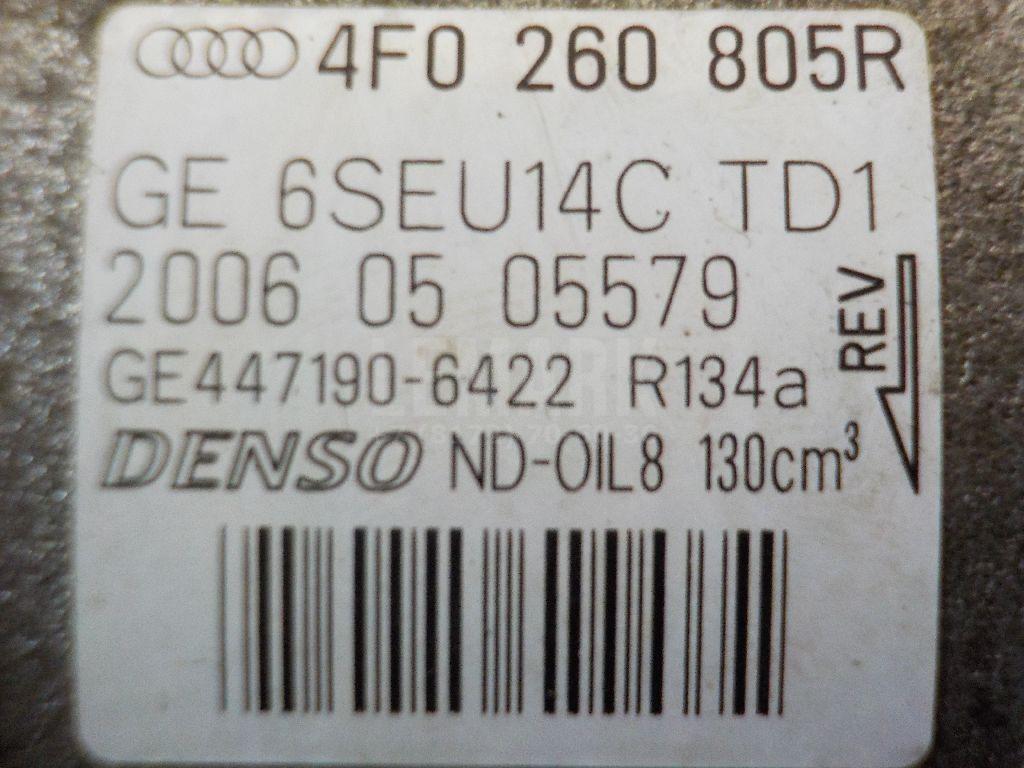 4F0 260 805R
GE 6SEU14C TD1
2006 05 05579
REV
GE447190-6422 R134a
DENSO ND-OIL8 130cm³